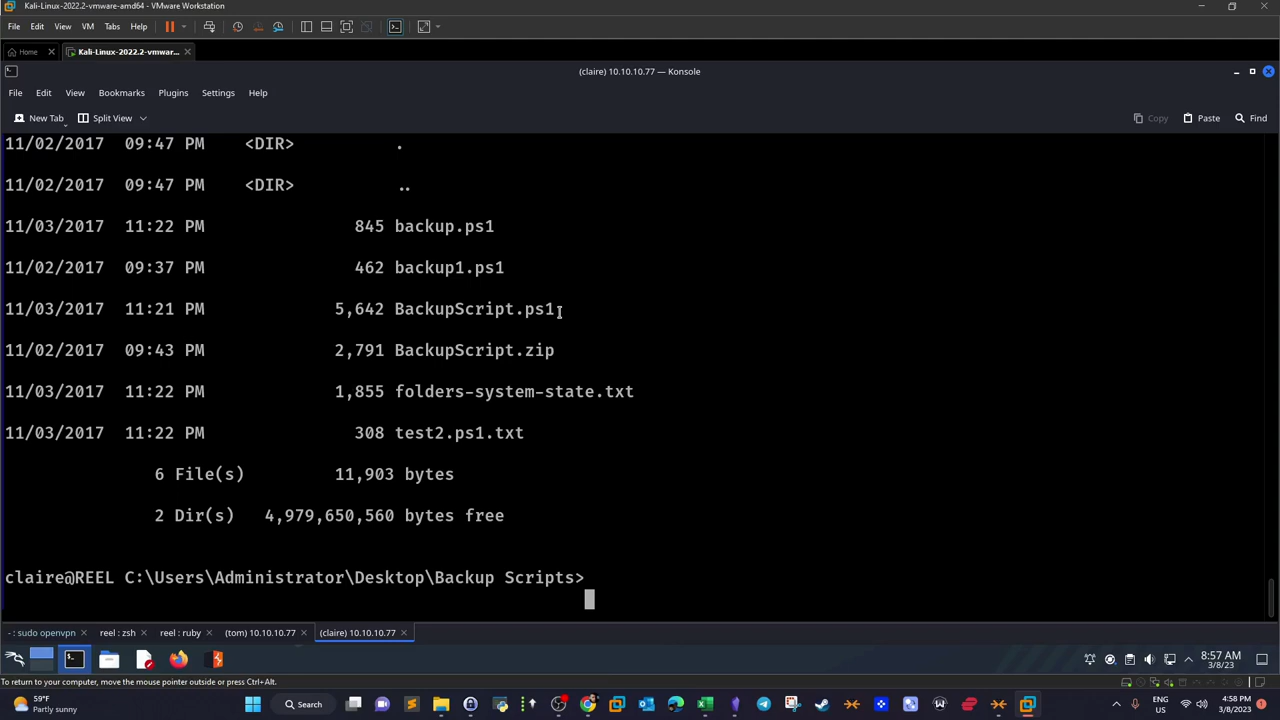 Kali-Linux-2022.2-vmware-amd64 - VMware Workstation
File Edit View VM Tabs Help
Home Kali-Linux-2022.2-vmwar...
(claire) 10.10.10.77 — Konsole
File Edit View Bookmarks Plugins Settings Help
New Tab Split View Copy Paste Find
11/02/2017 09:47 PM <DIR> .
11/02/2017 09:47 PM <DIR> ..
11/03/2017 11:22 PM 845 backup.ps1
11/02/2017 09:37 PM 462 backup1.ps1
11/03/2017 11:21 PM 5,642 BackupScript.ps1
11/02/2017 09:43 PM 2,791 BackupScript.zip
11/03/2017 11:22 PM 1,855 folders-system-state.txt
11/03/2017 11:22 PM 308 test2.ps1.txt
6 File(s) 11,903 bytes
2 Dir(s) 4,979,650,560 bytes free
claire@REEL C:\Users\Administrator\Desktop\Backup Scripts>
- : sudo openvpn reel : zsh reel : ruby (tom) 10.10.10.77 (claire) 10.10.10.77
8:57 AM
3/8/23
To return to your computer, move the mouse pointer outside or press Ctrl+Alt.
59°F
Partly sunny
Search
ENG
US
4:58 PM
3/8/2023